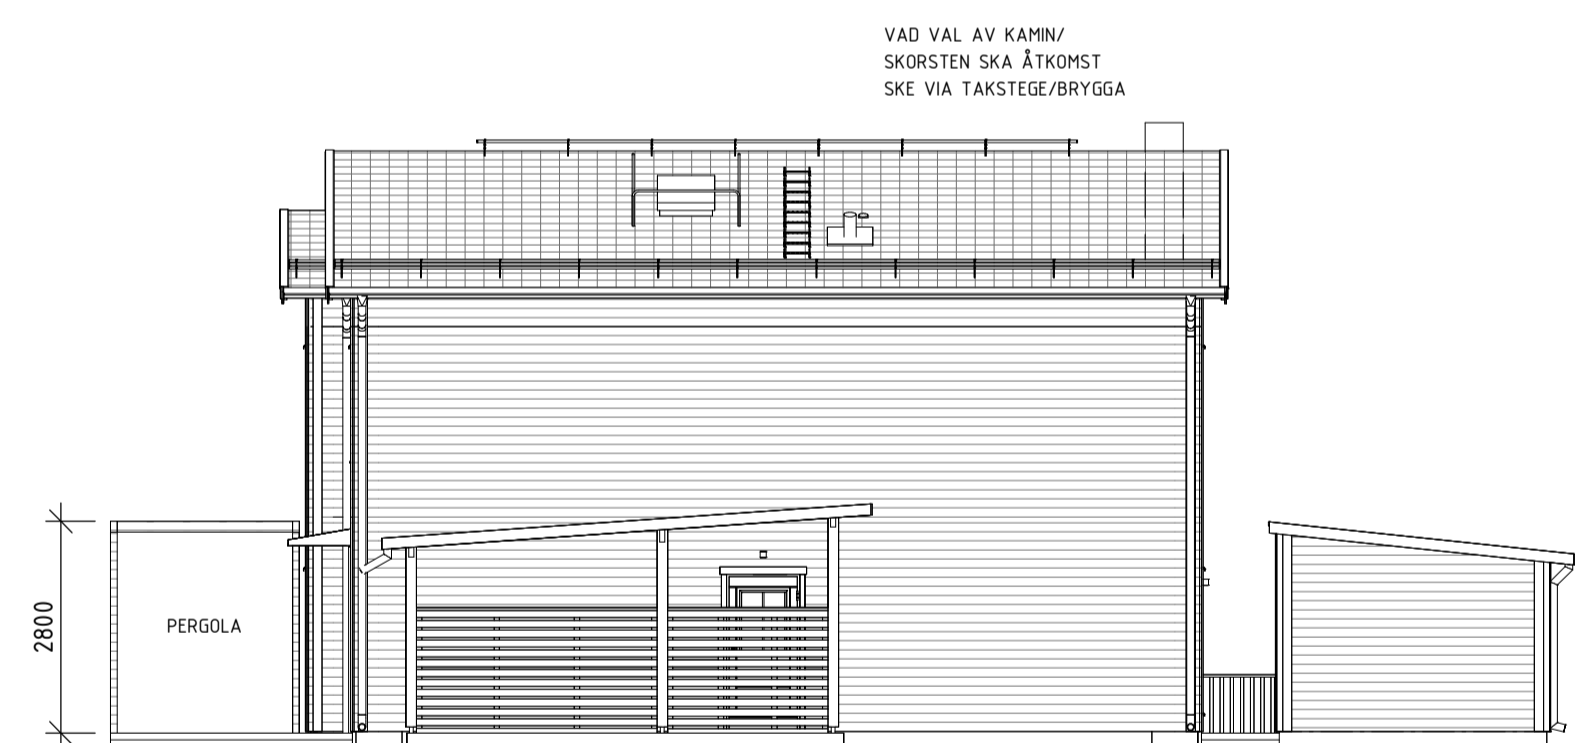 VAD VAL AV KAMIN/
SKORSTEN SKA ÅTKOMST
SKE VIA TAKSTEGE/BRYGGA
2800
PERGOLA